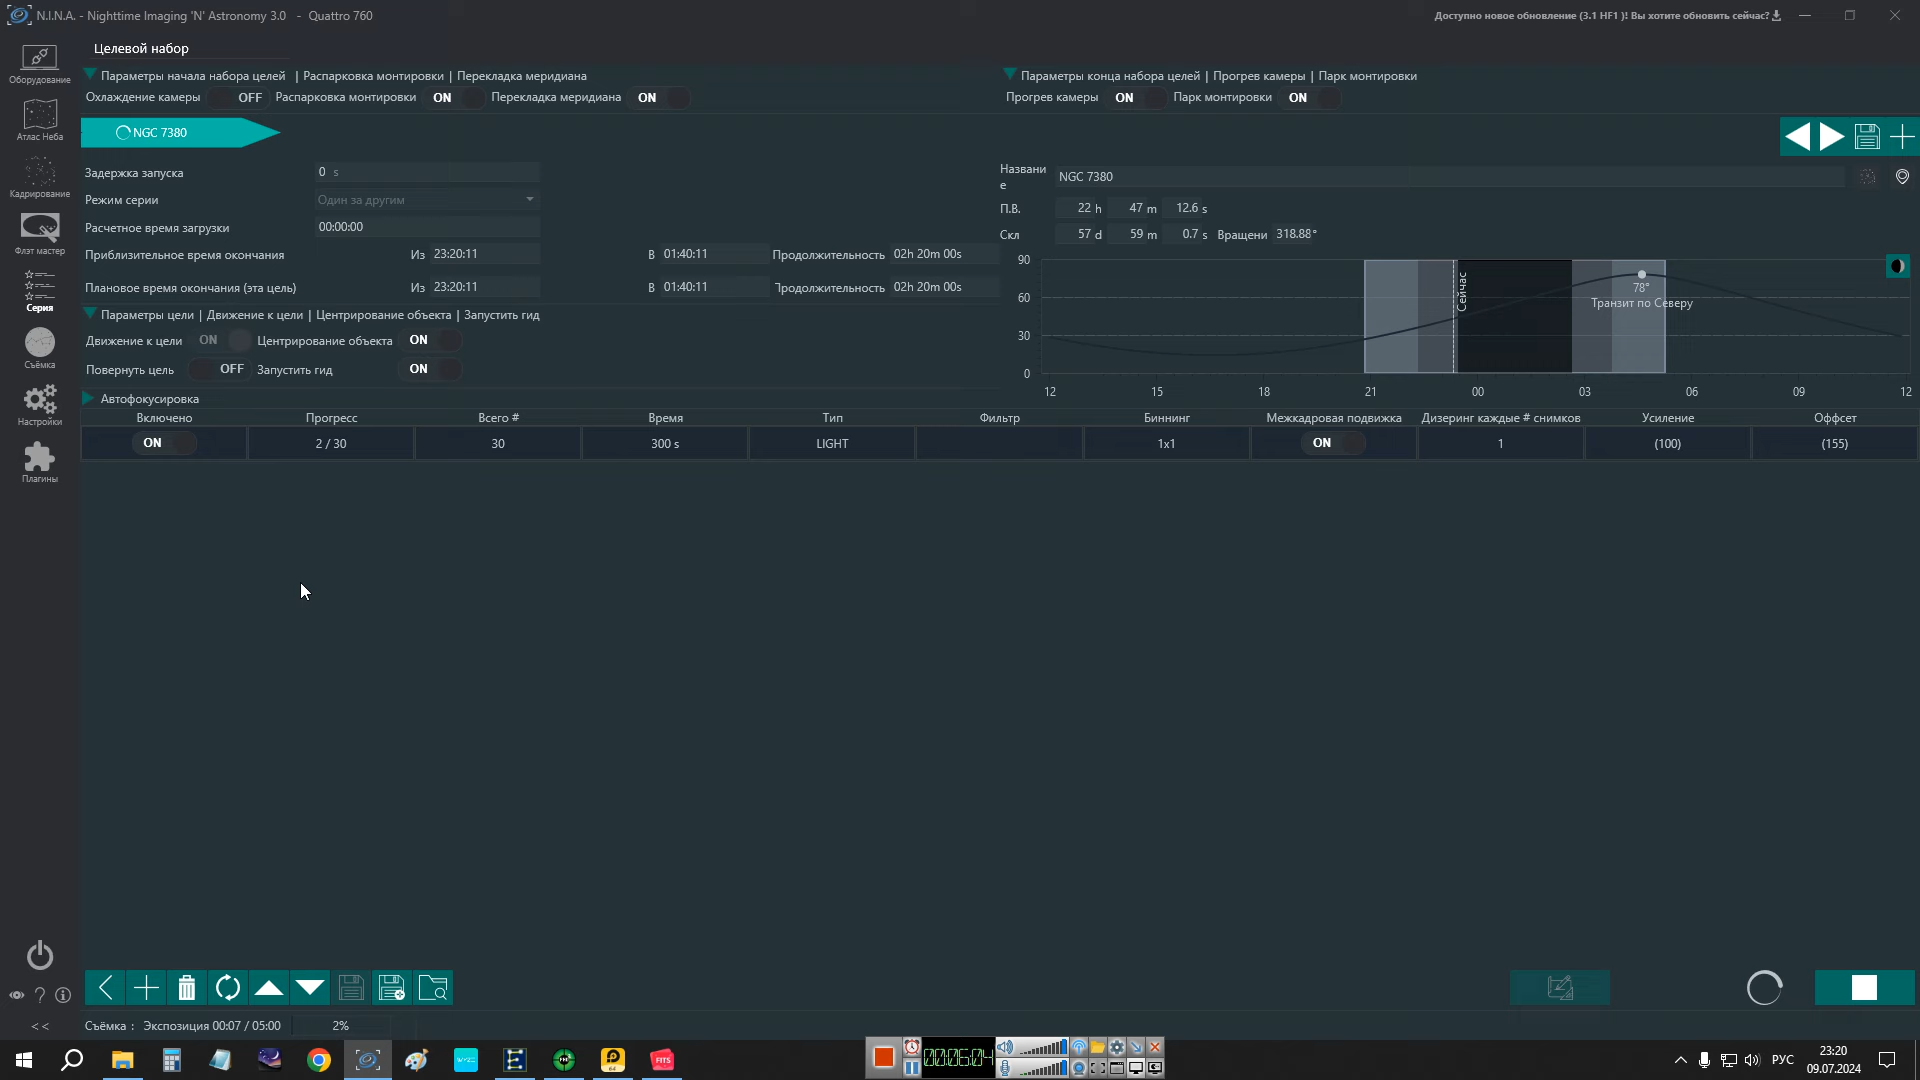 N.I.N.A. - Nighttime Imaging 'N' Astronomy 3.0 - Quattro 760
Доступно новое обновление (3.1 HF1 )! Вы хотите обновить сейчас?
Оборудование
Атлас Неба
Кадрирование
Флэт мастер
Серия
Съёмка
Настройки
Плагины
Целевой набор
Параметры начала набора целей | Распарковка монтировки | Перекладка меридиана
Охлаждение камеры OFF Распарковка монтировки ON Перекладка меридиана ON
Параметры конца набора целей | Прогрев камеры | Парк монтировки
Прогрев камеры ON Парк монтировки ON
NGC 7380
Задержка запуска 0 s
Режим серии Один за другим
Расчетное время загрузки 00:00:00
Приблизительное время окончания Из 23:20:11 В 01:40:11 Продолжительность 02h 20m 00s
Плановое время окончания (эта цель) Из 23:20:11 В 01:40:11 Продолжительность 02h 20m 00s
Названи
е
NGC 7380
П.В. 22 h 47 m 12.6 s
Скл 57 d 59 m 0.7 s Вращени 318.88°
90
60
30
0
Сейчас
78°
Транзит по Северу
12 15 18 21 00 03 06 09 12
Параметры цели | Движение к цели | Центрирование объекта | Запустить гид
Движение к цели ON Центрирование объекта ON
Повернуть цель OFF Запустить гид ON
Автофокусировка
Включено Прогресс Всего # Время Тип Фильтр Биннинг Межкадровая подвижка Дизеринг каждые # снимков Усиление Оффсет
ON 2 / 30 30 300 s LIGHT 1x1 ON 1 (100) (155)
<<
Съёмка : Экспозиция 00:07 / 05:00 2%
00:06:04
FITS
64
РУС
23:20
09.07.2024